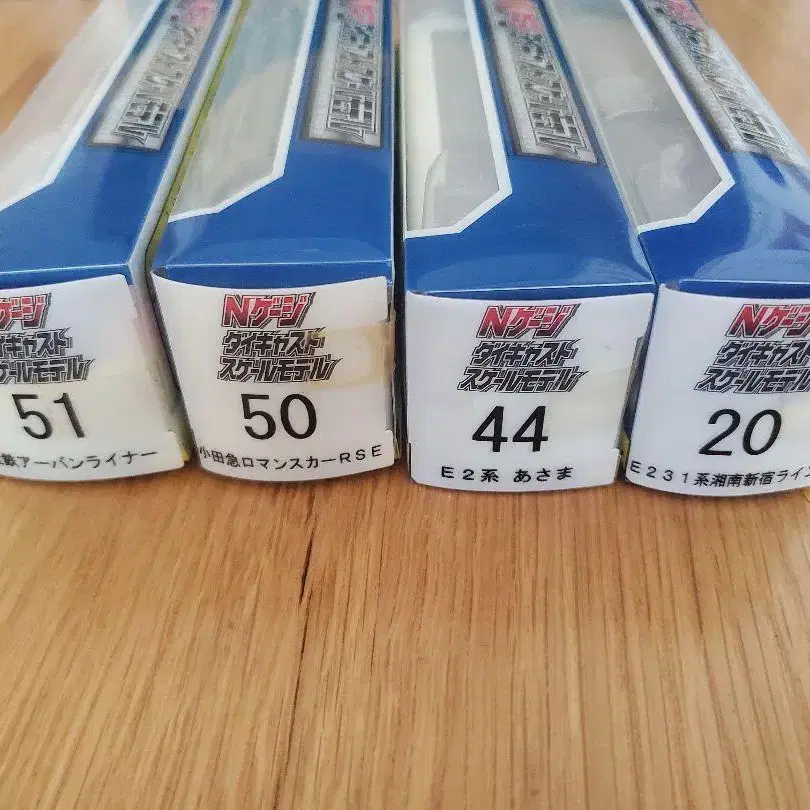 Nゲージ
ダイキャスト
スケールモデル
51
鉄アーバンライナー
Nゲージ
ダイキャスト
スケールモデル
50
小田急ロマンスカーRSE
Nゲージ
ダイキャスト
スケールモデル
44
E2系 あさま
Nゲージ
ダイキャスト
スケールモデル
20
E231系湘南新宿ライ